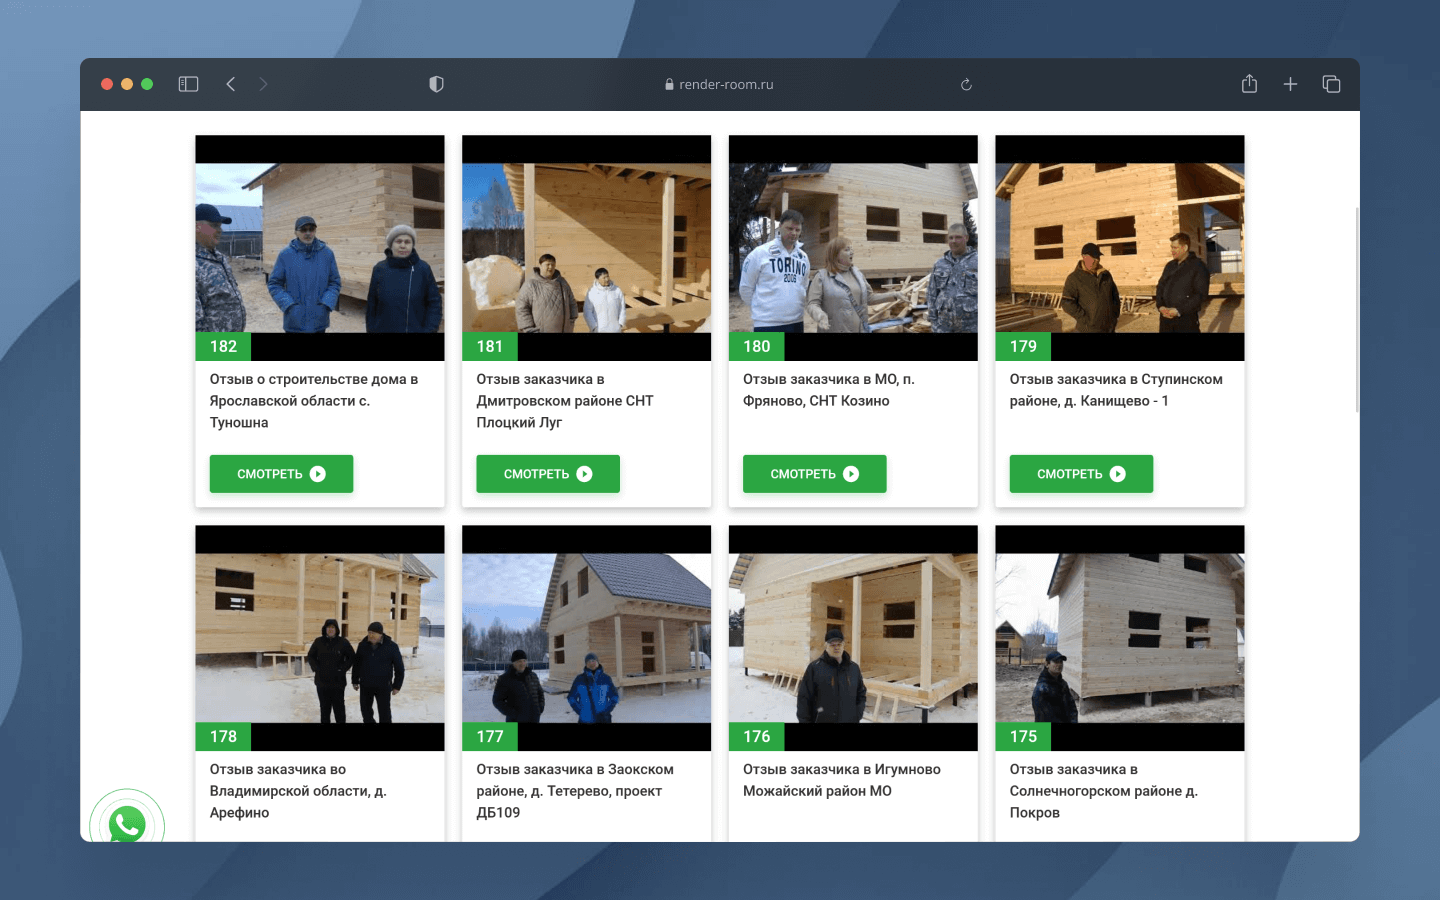 render-room.ru
TORINO
2006
182
181
180
179
Отзыв о строительстве дома в
Ярославской области с.
Туношна
Отзыв заказчика в
Дмитровском районе СНТ
Плоцкий Луг
Отзыв заказчика в МО, п.
Фряново, СНТ Козино
Отзыв заказчика в Ступинском
районе, д. Канищево - 1
СМОТРЕТЬ
СМОТРЕТЬ
СМОТРЕТЬ
СМОТРЕТЬ
178
177
176
175
Отзыв заказчика во
Владимирской области, д.
Арефино
Отзыв заказчика в Заокском
районе, д. Тетерево, проект
ДБ109
Отзыв заказчика в Игумново
Можайский район МО
Отзыв заказчика в
Солнечногорском районе д.
Покров